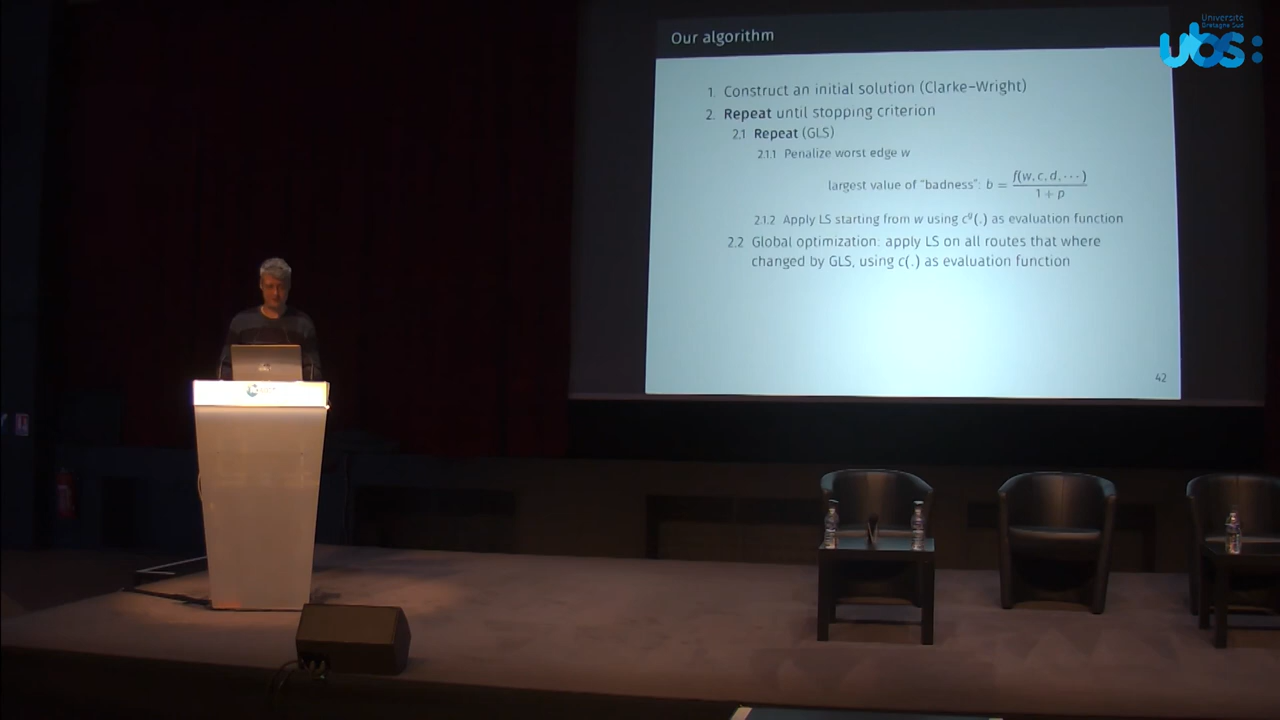 Our algorithm
Université
Bretagne Sud
ubs:
1. Construct an initial solution (Clarke–Wright)
2. Repeat until stopping criterion
2.1 Repeat (GLS)
2.1.1 Penalize worst edge w
largest value of "badness": b = f(w, c, d, ⋯) / 1 + p
2.1.2 Apply LS starting from w using c^g(.) as evaluation function
2.2 Global optimization: apply LS on all routes that where
changed by GLS, using c(.) as evaluation function
42